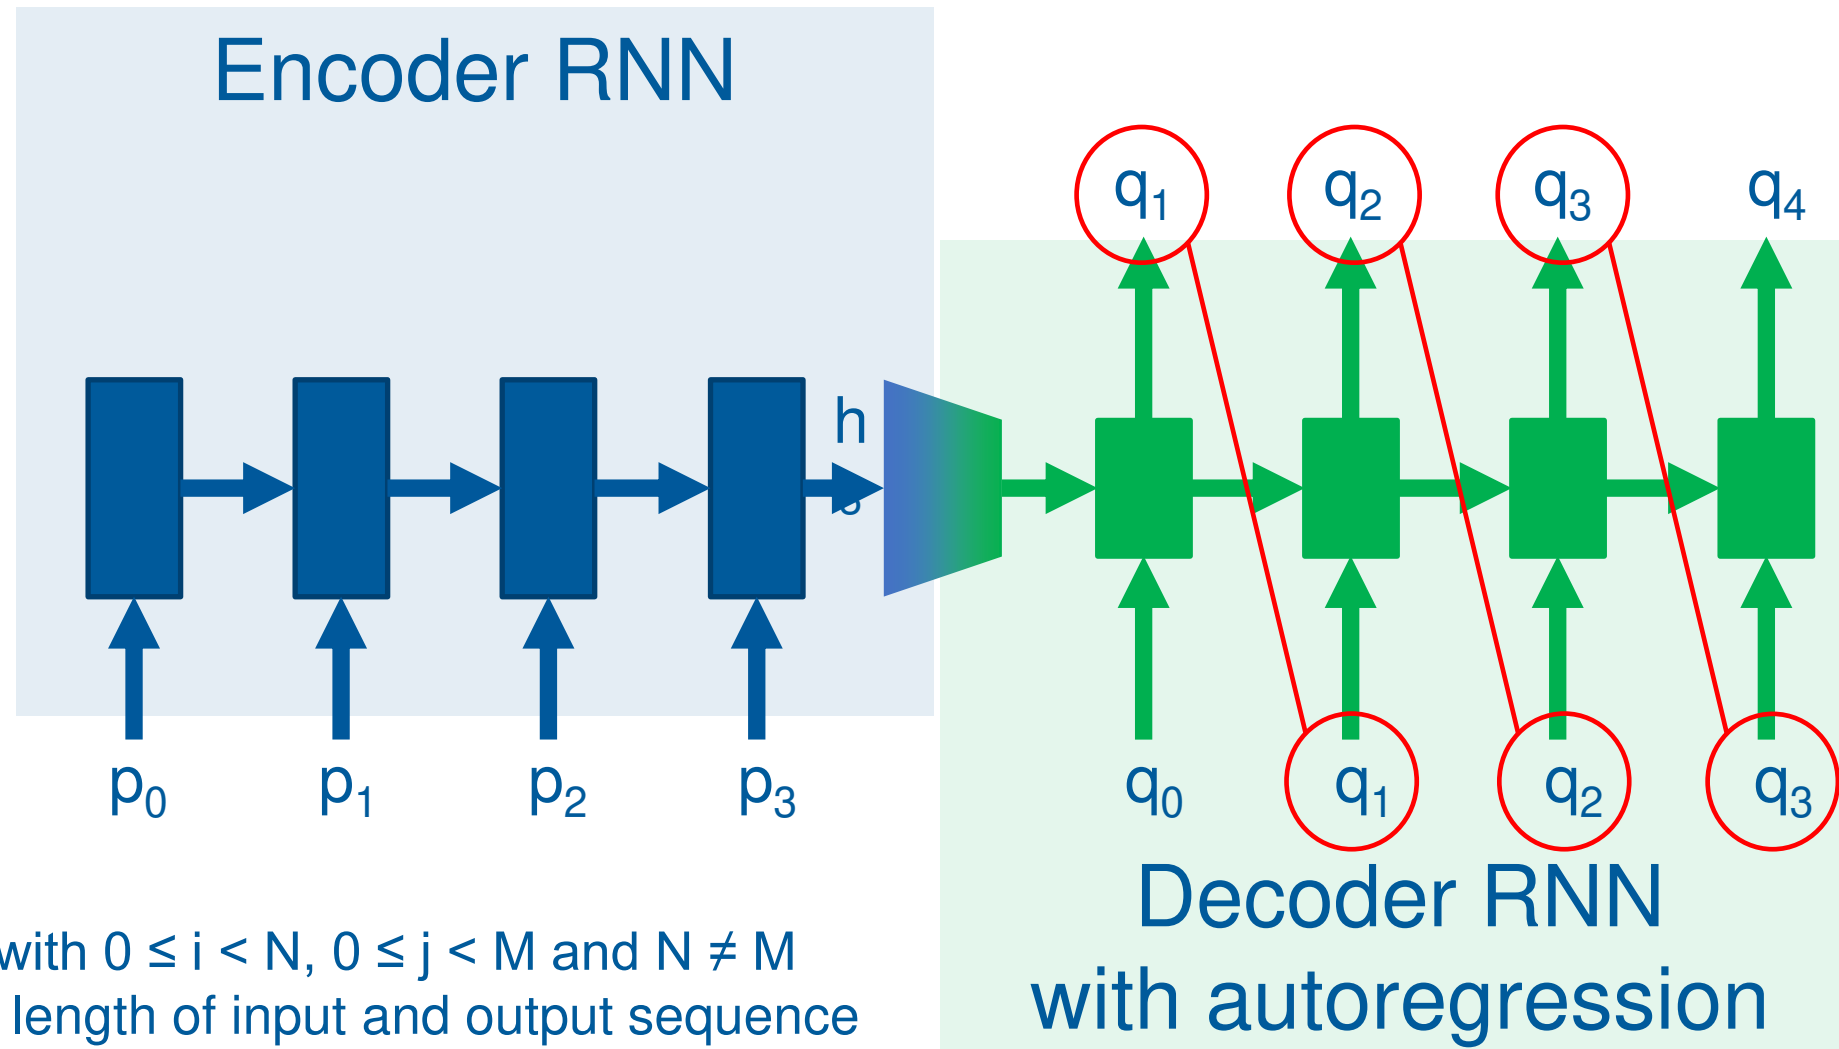 Encoder RNN
q₁ q₂ q₃ q₄
h
p₀ p₁ p₂ p₃
q₀ q₁ q₂ q₃
Decoder RNN
with autoregression
with 0 ≤ i < N, 0 ≤ j < M and N ≠ M
length of input and output sequence